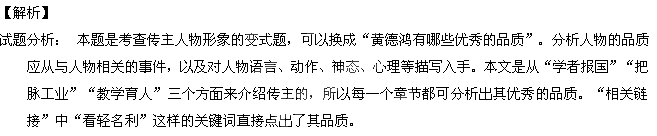 【解析】
试题分析： 本题是考查传主人物形象的变式题，可以换成“黄德鸿有哪些优秀的品质”。分析人物的品质
应从与人物相关的事件，以及对人物语言、动作、神态、心理等描写入手。本文是从“学者报国”“把
脉工业”“教学育人”三个方面来介绍传主的，所以每一个章节都可分析出其优秀的品质。“相关链
接”中“看轻名利”这样的关键词直接点出了其品质。